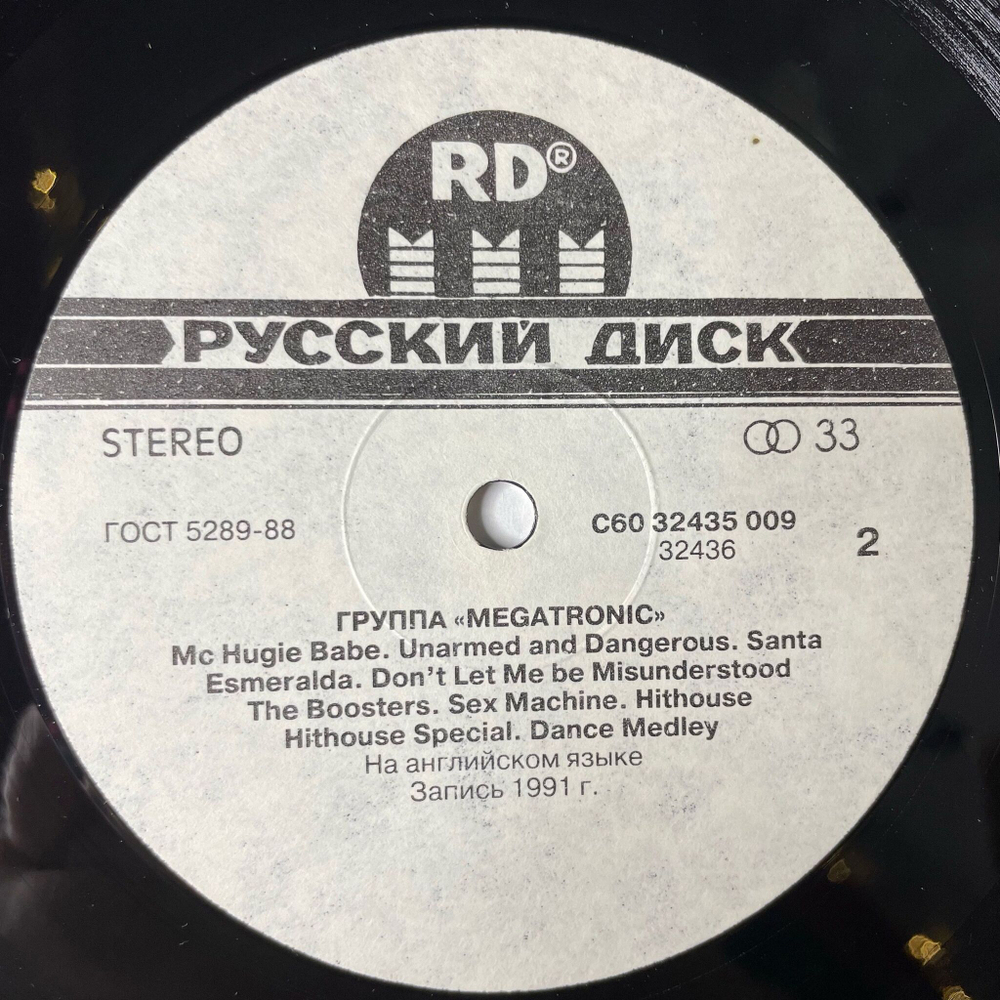 RD®
РУССКИЙ ДИСК
STEREO
33
ГОСТ 5289-88
С60 32435 009
32436
2
ГРУППА «MEGATRONIC»
Mc Hugie Babe. Unarmed and Dangerous. Santa
Esmeralda. Don't Let Me be Misunderstood
The Boosters. Sex Machine. Hithouse
Hithouse Special. Dance Medley
На английском языке
Запись 1991 г.